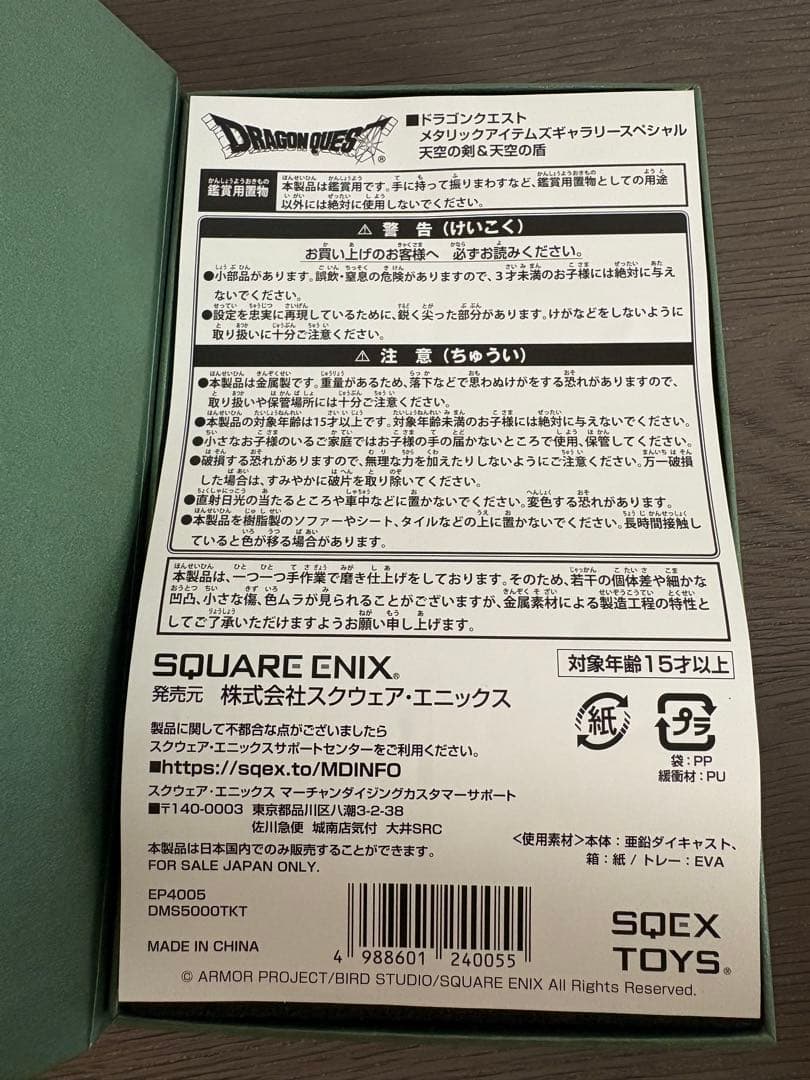 DRAGON QUEST®
■ドラゴンクエスト
メタリックアイテムズギャラリースペシャル
天空の剣＆天空の盾
鑑賞用置物
本製品は鑑賞用です。手に持って振りまわすなど、鑑賞用置物としての用途
以外には絶対に使用しないでください。
⚠ 警 告（けいこく）
お買い上げのお客様へ 必ずお読みください。
●小部品があります。誤飲・窒息の危険がありますので、3才未満のお子様には絶対に与え
ないでください。
●設定を忠実に再現しているために、鋭く尖った部分があります。けがなどをしないように
取り扱いに十分ご注意ください。
⚠ 注 意（ちゅうい）
●本製品は金属製です。重量があるため、落下などで思わぬけがをする恐れがありますので、
取り扱いや保管場所には十分ご注意ください。
●本製品の対象年齢は15才以上です。対象年齢未満のお子様には絶対に与えないでください。
●小さなお子様のいるご家庭ではお子様の手の届かないところで使用、保管してください。
●破損する恐れがありますので、無理な力を加えたりしないようにご注意ください。万一破損
した場合は、すみやかに破片を取り除いてください。
●直射日光の当たるところや車中などに置かないでください。変色する恐れがあります。
●本製品を樹脂製のソファーやシート、タイルなどの上に置かないでください。長時間接触し
ていると色が移る場合があります。
本製品は、一つ一つ手作業で磨き仕上げをしております。そのため、若干の個体差や細かな
凹凸、小さな傷、色ムラが見られることがございますが、金属素材による製造工程の特性と
してご了承いただけますようお願い申し上げます。
SQUARE ENIX®
対象年齢15才以上
発売元 株式会社スクウェア・エニックス
紙
プラ
袋：PP
緩衝材：PU
製品に関して不都合な点がございましたら
スクウェア・エニックスサポートセンターをご利用ください。
■https://sqex.to/MDINFO
スクウェア・エニックス マーチャンダイジングカスタマーサポート
■〒140-0003 東京都品川区八潮3-2-38
佐川急便 城南店気付 大井SRC
本製品は日本国内でのみ販売することができます。
FOR SALE JAPAN ONLY.
＜使用素材＞本体：亜鉛ダイキャスト、
箱：紙 / トレー：EVA
EP4005
DMS5000TKT
MADE IN CHINA
4 988601 240055
SQEX
TOYS®
© ARMOR PROJECT/BIRD STUDIO/SQUARE ENIX All Rights Reserved.